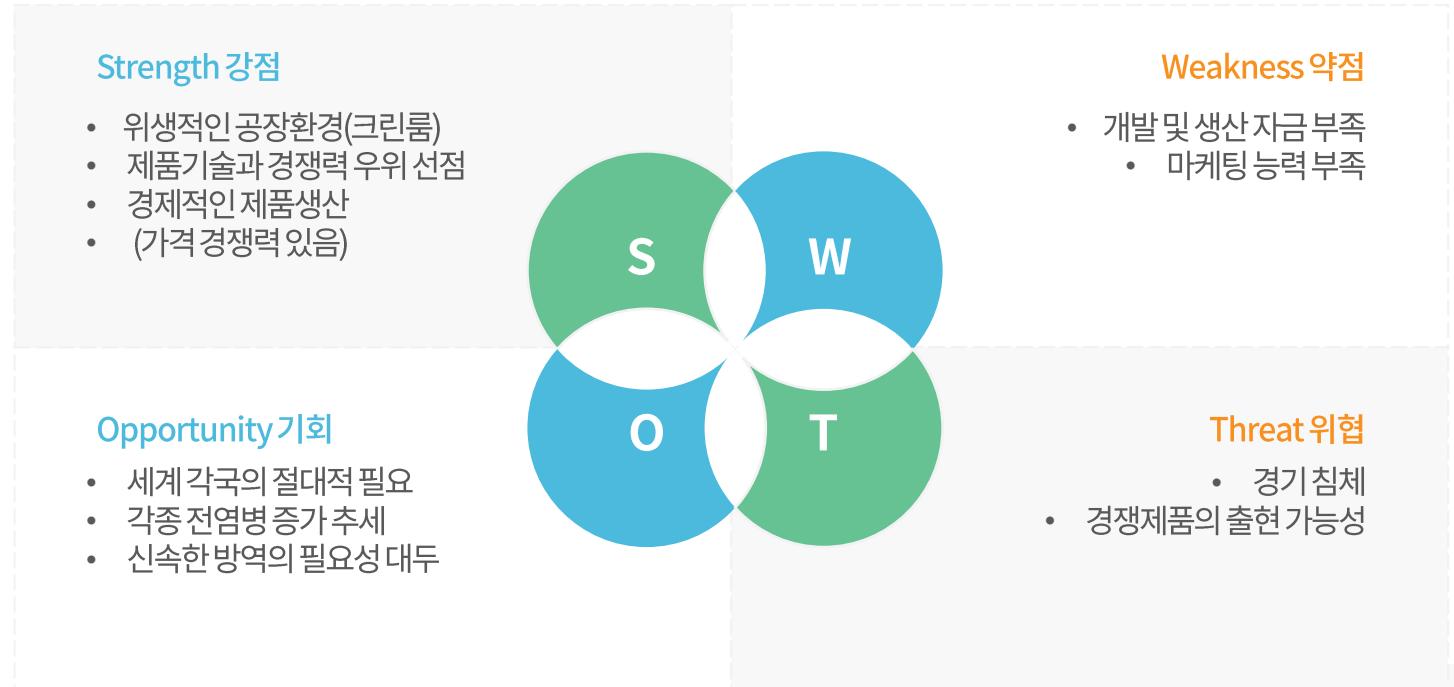 Strength 강점
• 위생적인 공장환경(크린룸)
• 제품기술과 경쟁력 우위 선점
• 경제적인 제품생산
• (가격 경쟁력 있음)
Weakness 약점
• 개발 및 생산 자금 부족
• 마케팅 능력 부족
S
W
O
T
Opportunity 기회
• 세계 각국의 절대적 필요
• 각종 전염병 증가 추세
• 신속한 방역의 필요성 대두
Threat 위협
• 경기 침체
• 경쟁제품의 출현 가능성